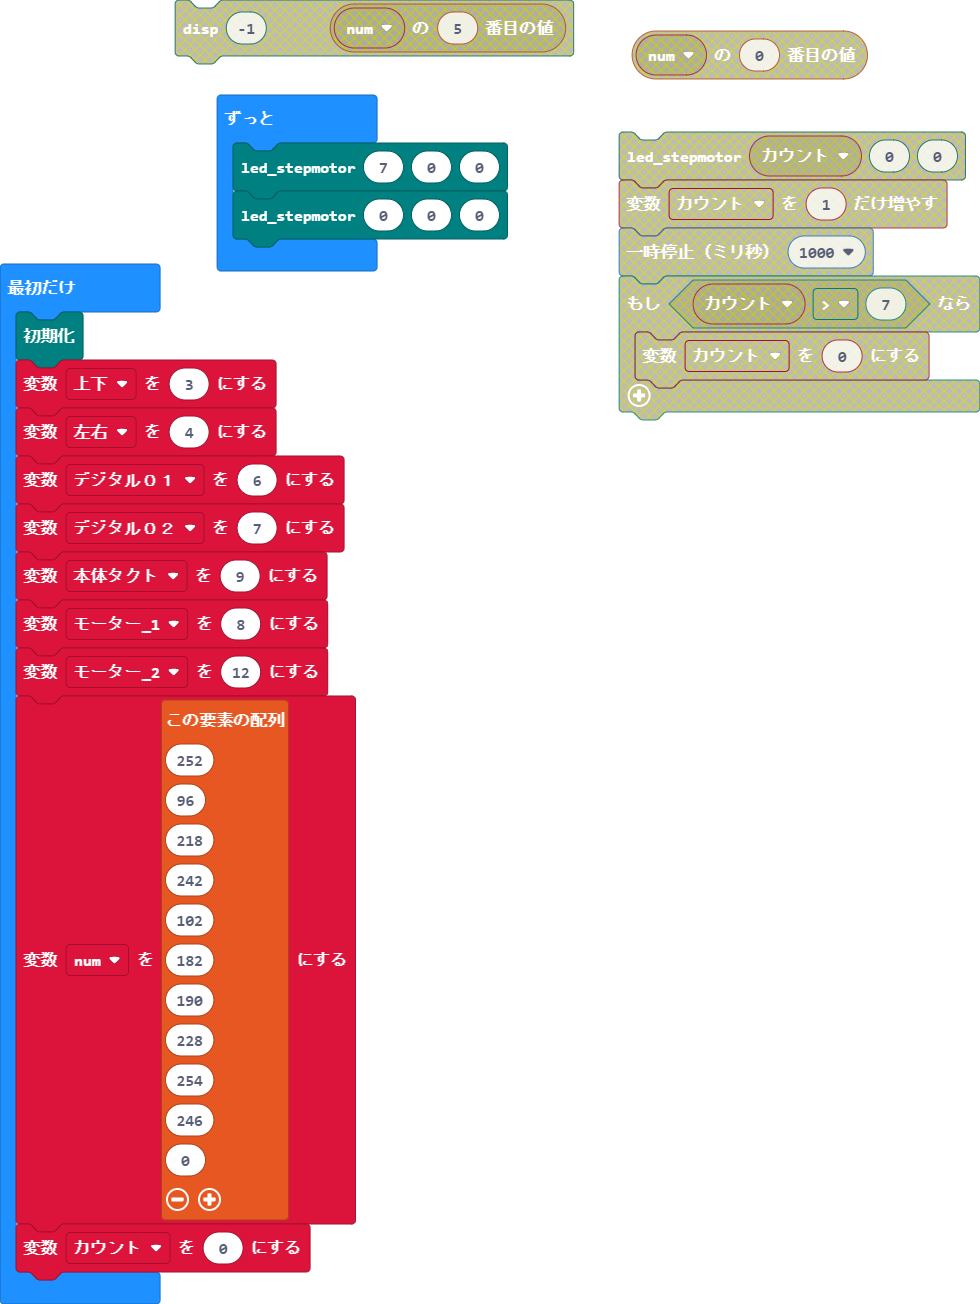 disp -1 num の 5 番目の値
num の 0 番目の値
ずっと
led_stepmotor 7 0 0
led_stepmotor 0 0 0
led_stepmotor カウント 0 0
変数 カウント を 1 だけ増やす
一時停止（ミリ秒） 1000
もし カウント > 7 なら
変数 カウント を 0 にする
最初だけ
初期化
変数 上下 を 3 にする
変数 左右 を 4 にする
変数 デジタル０１ を 6 にする
変数 デジタル０２ を 7 にする
変数 本体タクト を 9 にする
変数 モーター_1 を 8 にする
変数 モーター_2 を 12 にする
この要素の配列
252
96
218
242
102
変数 num を 182 にする
190
228
254
246
0
変数 カウント を 0 にする